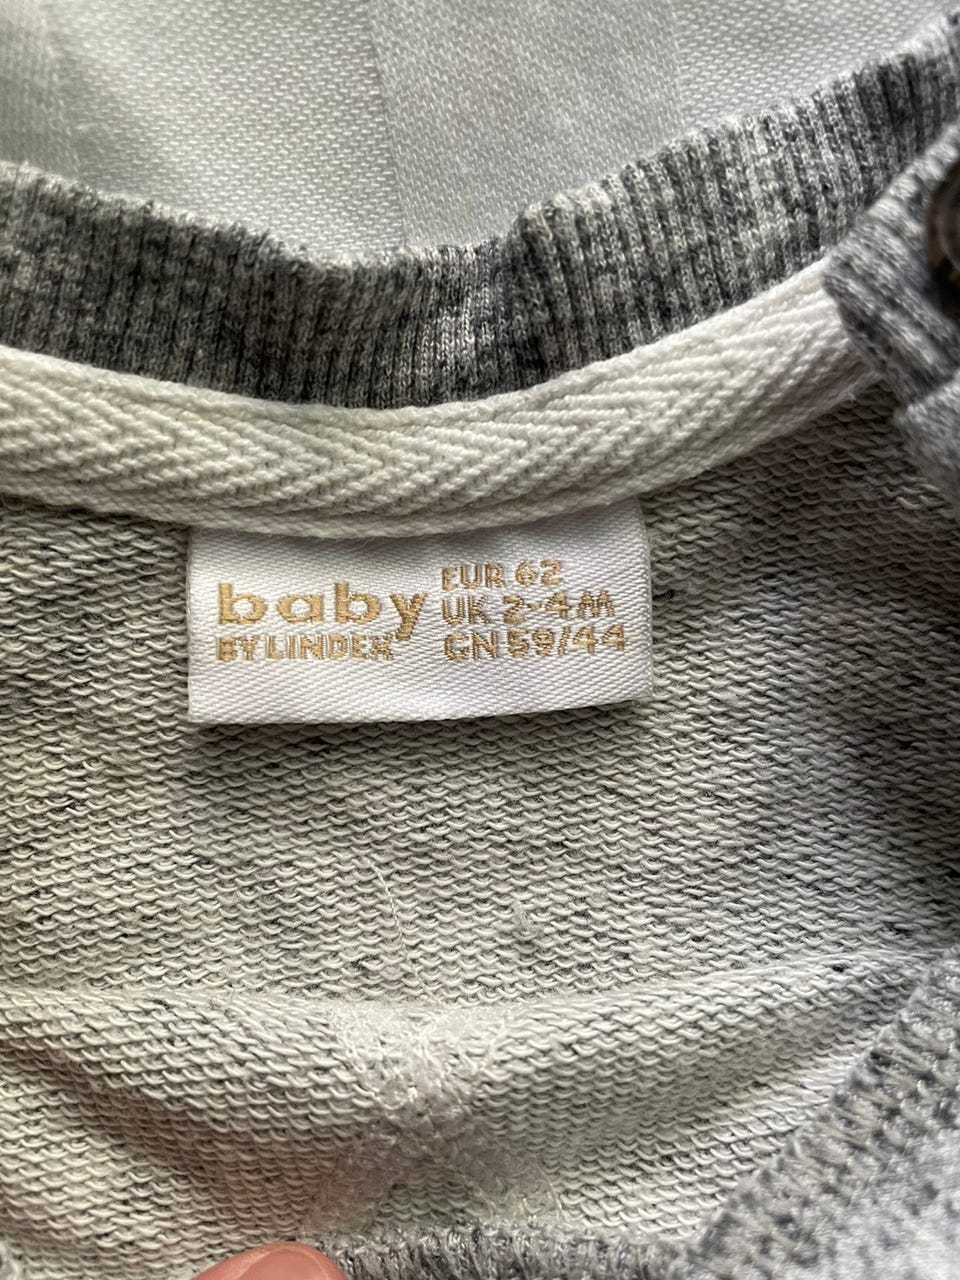 baby
BY LINDEX
EUR 62
UK 2-4M
CN 59/44